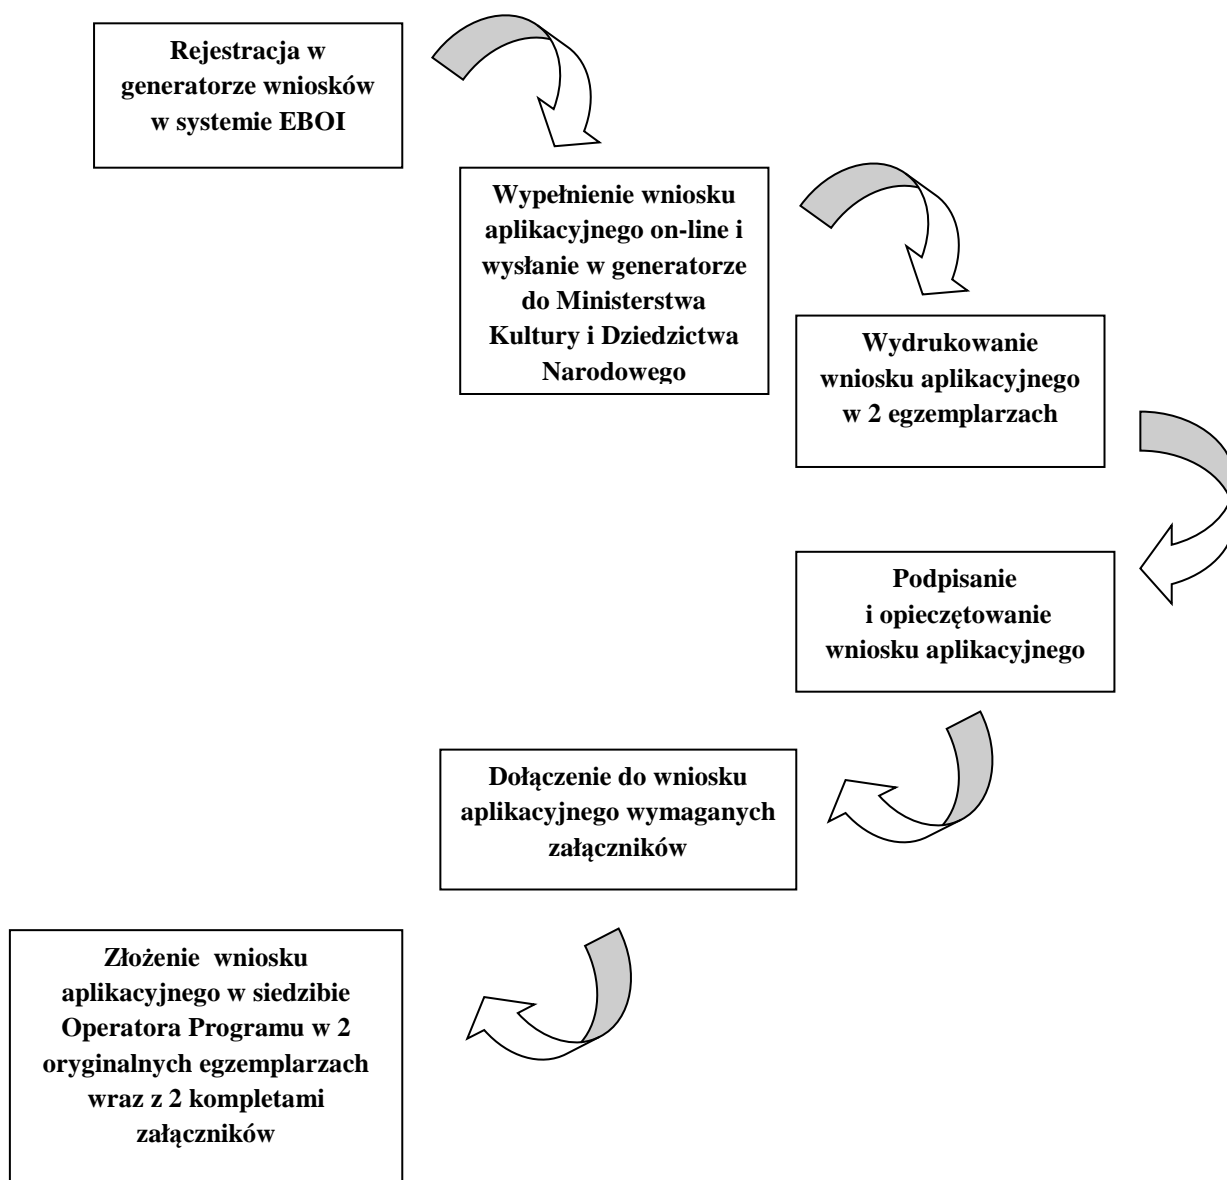 Rejestracja w
generatorze wniosków
w systemie EBOI
Wypełnienie wniosku
aplikacyjnego on-line i
wysłanie w generatorze
do Ministerstwa
Kultury i Dziedzictwa
Narodowego
Wydrukowanie
wniosku aplikacyjnego
w 2 egzemplarzach
Podpisanie
i opieczętowanie
wniosku aplikacyjnego
Dołączenie do wniosku
aplikacyjnego wymaganych
załączników
Złożenie wniosku
aplikacyjnego w siedzibie
Operatora Programu w 2
oryginalnych egzemplarzach
wraz z 2 kompletami
załączników